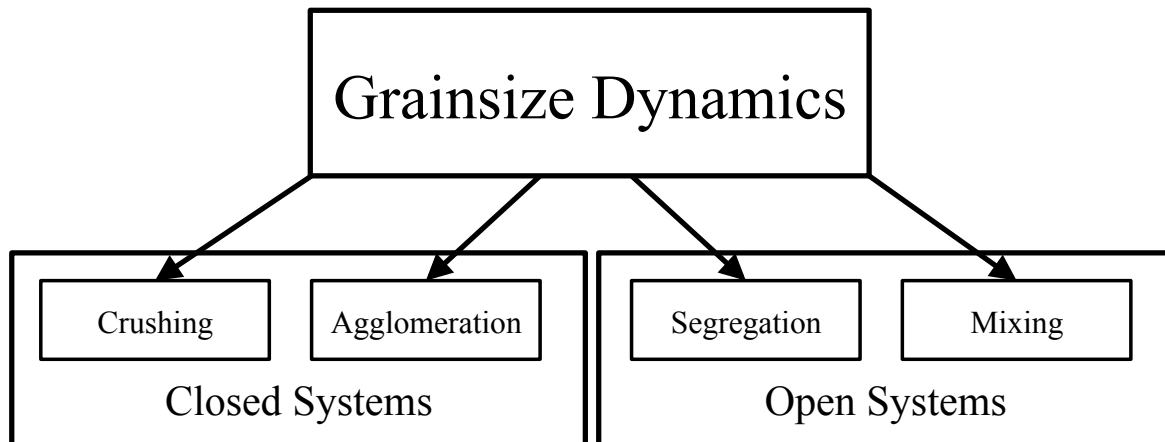 Grainsize Dynamics
Crushing
Agglomeration
Segregation
Mixing
Closed Systems
Open Systems